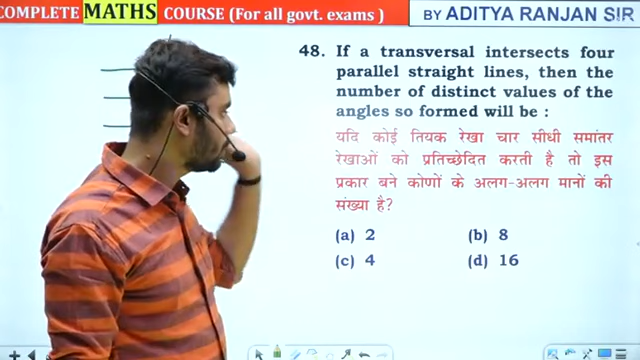 COMPLETE MATHS COURSE (For all govt. exams )
BY ADITYA RANJAN SIR
48. If a transversal intersects four
parallel straight lines, then the
number of distinct values of the
angles so formed will be :
यदि कोई तियक रेखा चार सीधी समांतर
रेखाओं को प्रतिच्छेदित करती है तो इस
प्रकार बने कोणों के अलग-अलग मानों की
संख्या है?
(a) 2 (b) 8
(c) 4 (d) 16